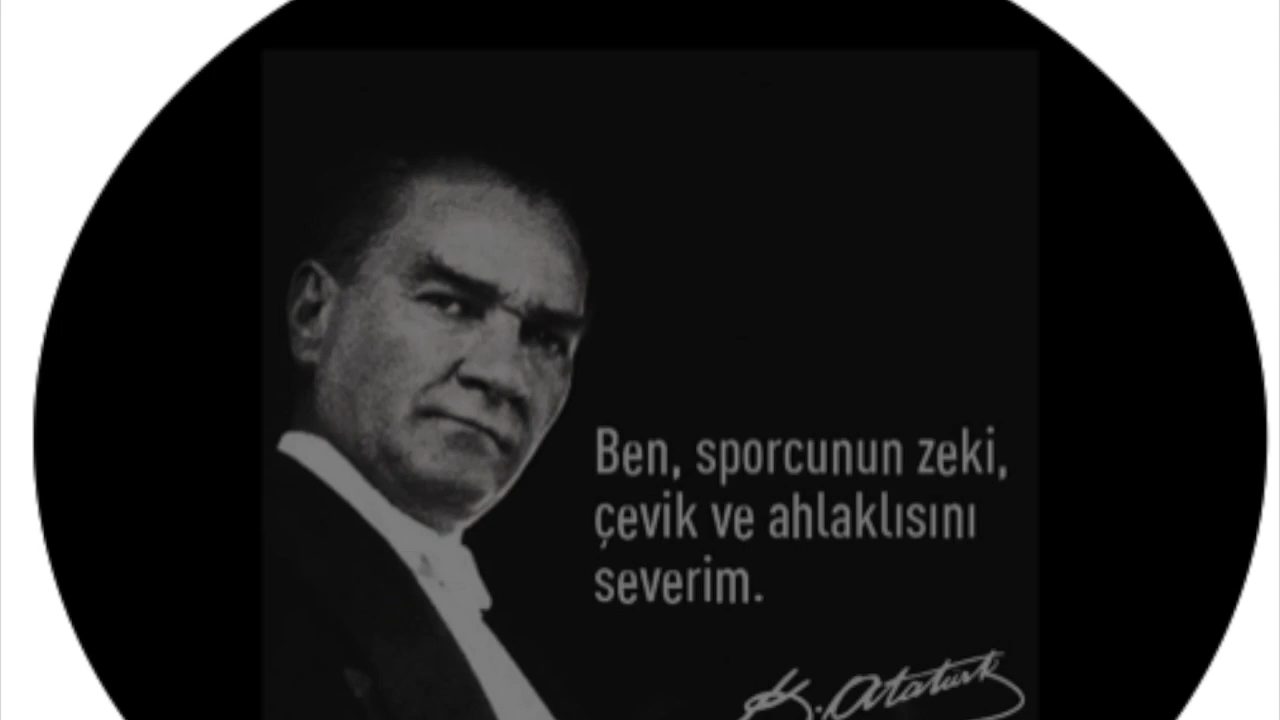 Ben, sporcunun zeki,
çevik ve ahlaklısını
severim.
K. Atatürk